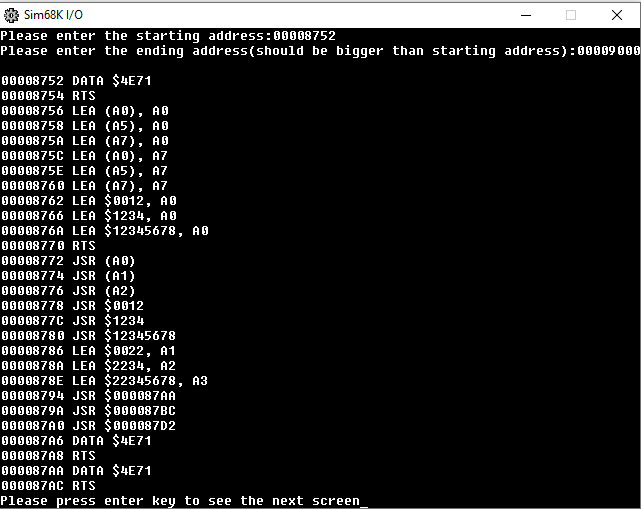 Sim68K I/O
Please enter the starting address:00008752
Please enter the ending address(should be bigger than starting address):00009000
00008752 DATA $4E71
00008754 RTS
00008756 LEA (A0), A0
00008758 LEA (A5), A0
0000875A LEA (A7), A0
0000875C LEA (A0), A7
0000875E LEA (A5), A7
00008760 LEA (A7), A7
00008762 LEA $0012, A0
00008766 LEA $1234, A0
0000876A LEA $12345678, A0
00008770 RTS
00008772 JSR (A0)
00008774 JSR (A1)
00008776 JSR (A2)
00008778 JSR $0012
0000877C JSR $1234
00008780 JSR $12345678
00008786 LEA $0022, A1
0000878A LEA $2234, A2
0000878E LEA $22345678, A3
00008794 JSR $000087AA
0000879A JSR $000087BC
000087A0 JSR $000087D2
000087A6 DATA $4E71
000087A8 RTS
000087AA DATA $4E71
000087AC RTS
Please press enter key to see the next screen_